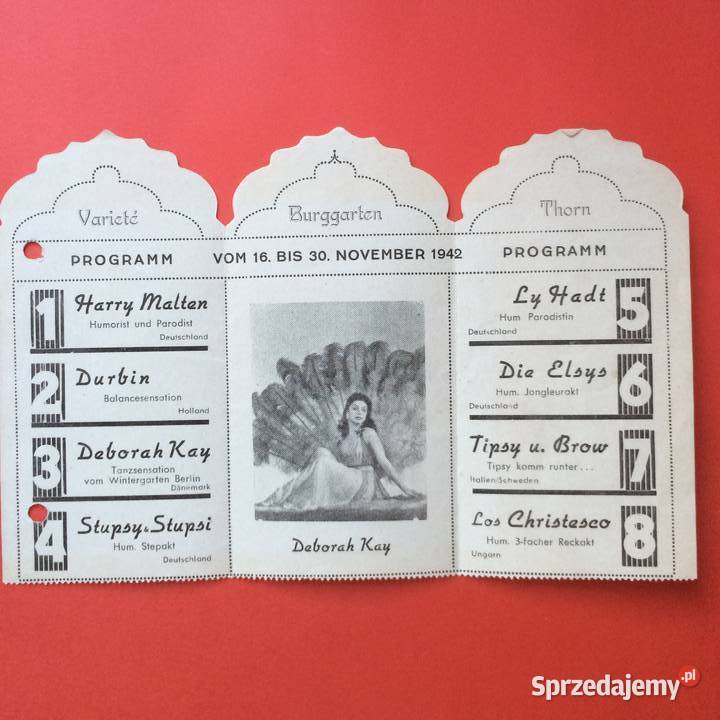 Varieté
Burggarten
Thorn
PROGRAMM
VOM 16. BIS 30. NOVEMBER 1942
PROGRAMM
1
Harry Malten
Humorist und Parodist
Deutschland
2
Durbin
Balancesensation
Holland
3
Deborah Kay
Tanzsensation
vom Wintergarten Berlin
Dänemark
4
Stupsy & Stupsi
Hum. Stepakt
Deutschland
Deborah Kay
Ly Hadt
Hum Parodistin
Deutschland
5
Die Elsys
Hum. Jongleurakt
Deutschland
6
Tipsy u. Brow
Tipsy komm runter...
Italien/Schweden
7
Los Christesco
Hum. 3-facher Reckakt
Ungarn
8
Sprzedajemy.pl